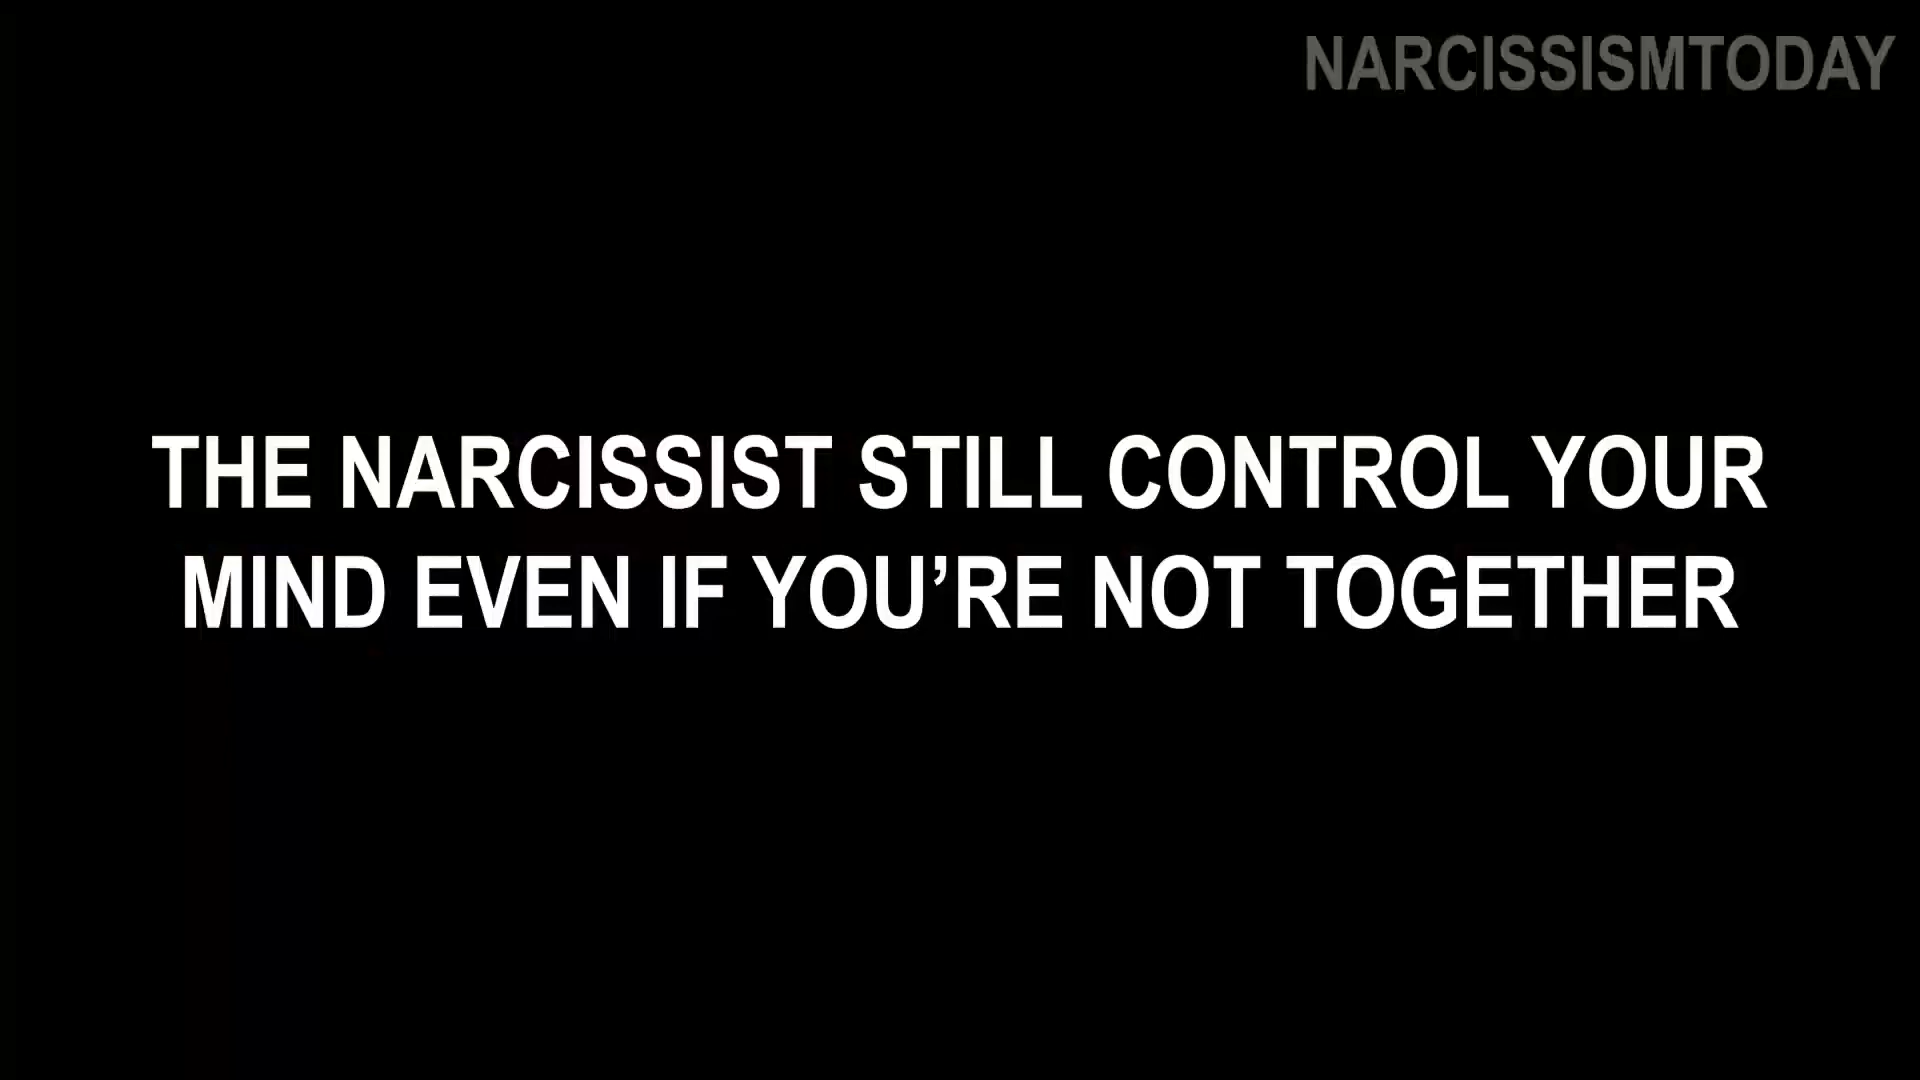 NARCISSISMTODAY
THE NARCISSIST STILL CONTROL YOUR
MIND EVEN IF YOU’RE NOT TOGETHER